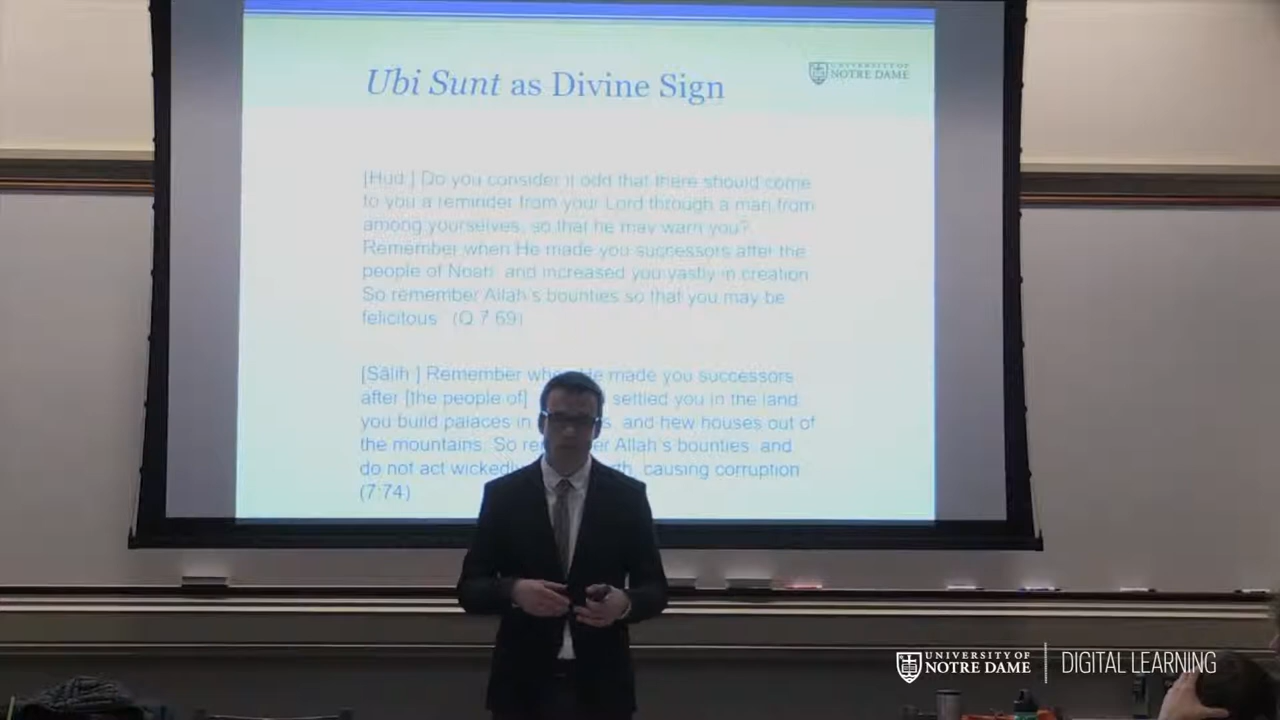 Ubi Sunt as Divine Sign
UNIVERSITY OF
NOTRE DAME
[Hud ] Do you consider it odd that there should come
to you a reminder from your Lord through a man from
among yourselves, so that he may warn you?
Remember when He made you successors after the
people of Noah, and increased you vastly in creation
So remember Allah's bounties so that you may be
felicitous (Q 7 69)
[Sālih ] Remember when He made you successors
after [the people of] settled you in the land
you build palaces in and hew houses out of
the mountains. So Allah's bounties, and
do not act wickedly causing corruption
(7:74)
UNIVERSITY OF
NOTRE DAME
DIGITAL LEARNING